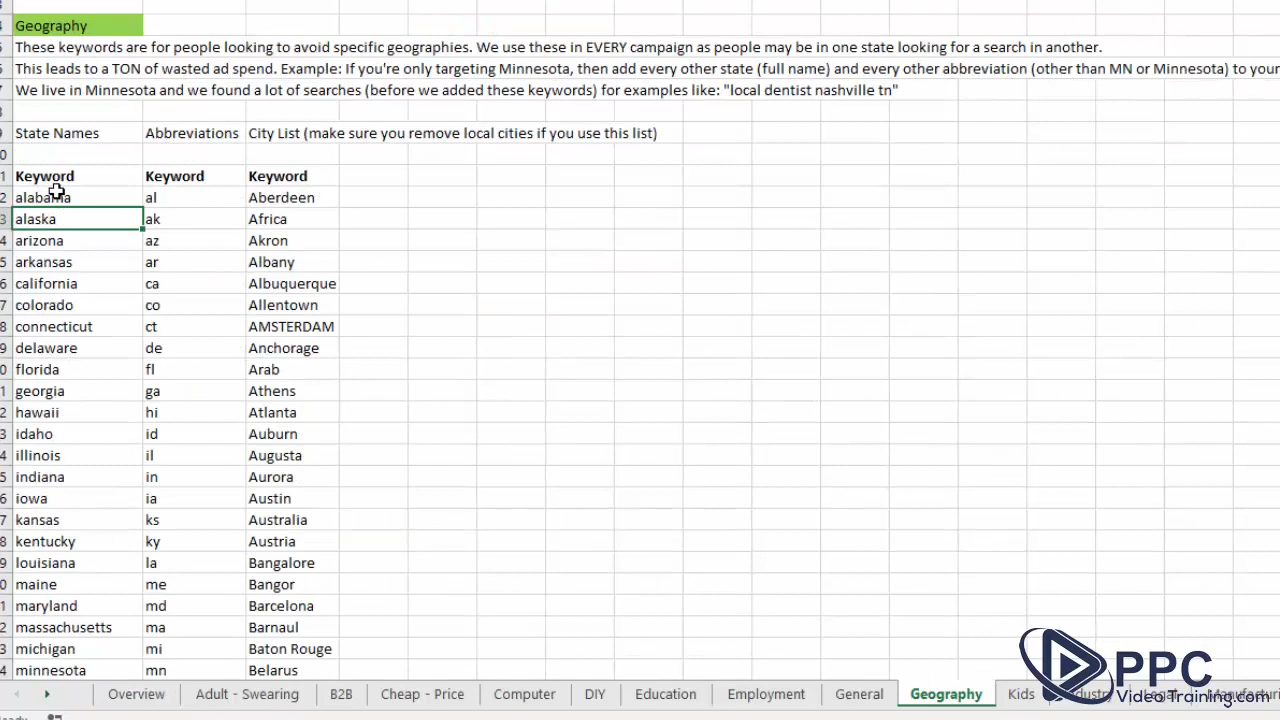 Geography
These keywords are for people looking to avoid specific geographies. We use these in EVERY campaign as people may be in one state looking for a search in another.
This leads to a TON of wasted ad spend. Example: If you're only targeting Minnesota, then add every other state (full name) and every other abbreviation (other than MN or Minnesota) to your
We live in Minnesota and we found a lot of searches (before we added these keywords) for examples like: "local dentist nashville tn"
State Names Abbreviations City List (make sure you remove local cities if you use this list)
Keyword Keyword Keyword
alabama al Aberdeen
alaska ak Africa
arizona az Akron
arkansas ar Albany
california ca Albuquerque
colorado co Allentown
connecticut ct AMSTERDAM
delaware de Anchorage
florida fl Arab
georgia ga Athens
hawaii hi Atlanta
idaho id Auburn
illinois il Augusta
indiana in Aurora
iowa ia Austin
kansas ks Australia
kentucky ky Austria
louisiana la Bangalore
maine me Bangor
maryland md Barcelona
massachusetts ma Barnaul
michigan mi Baton Rouge
minnesota mn Belarus
Overview Adult - Swearing B2B Cheap - Price Computer DIY Education Employment General Geography Kids
PPC
VideoTraining.com